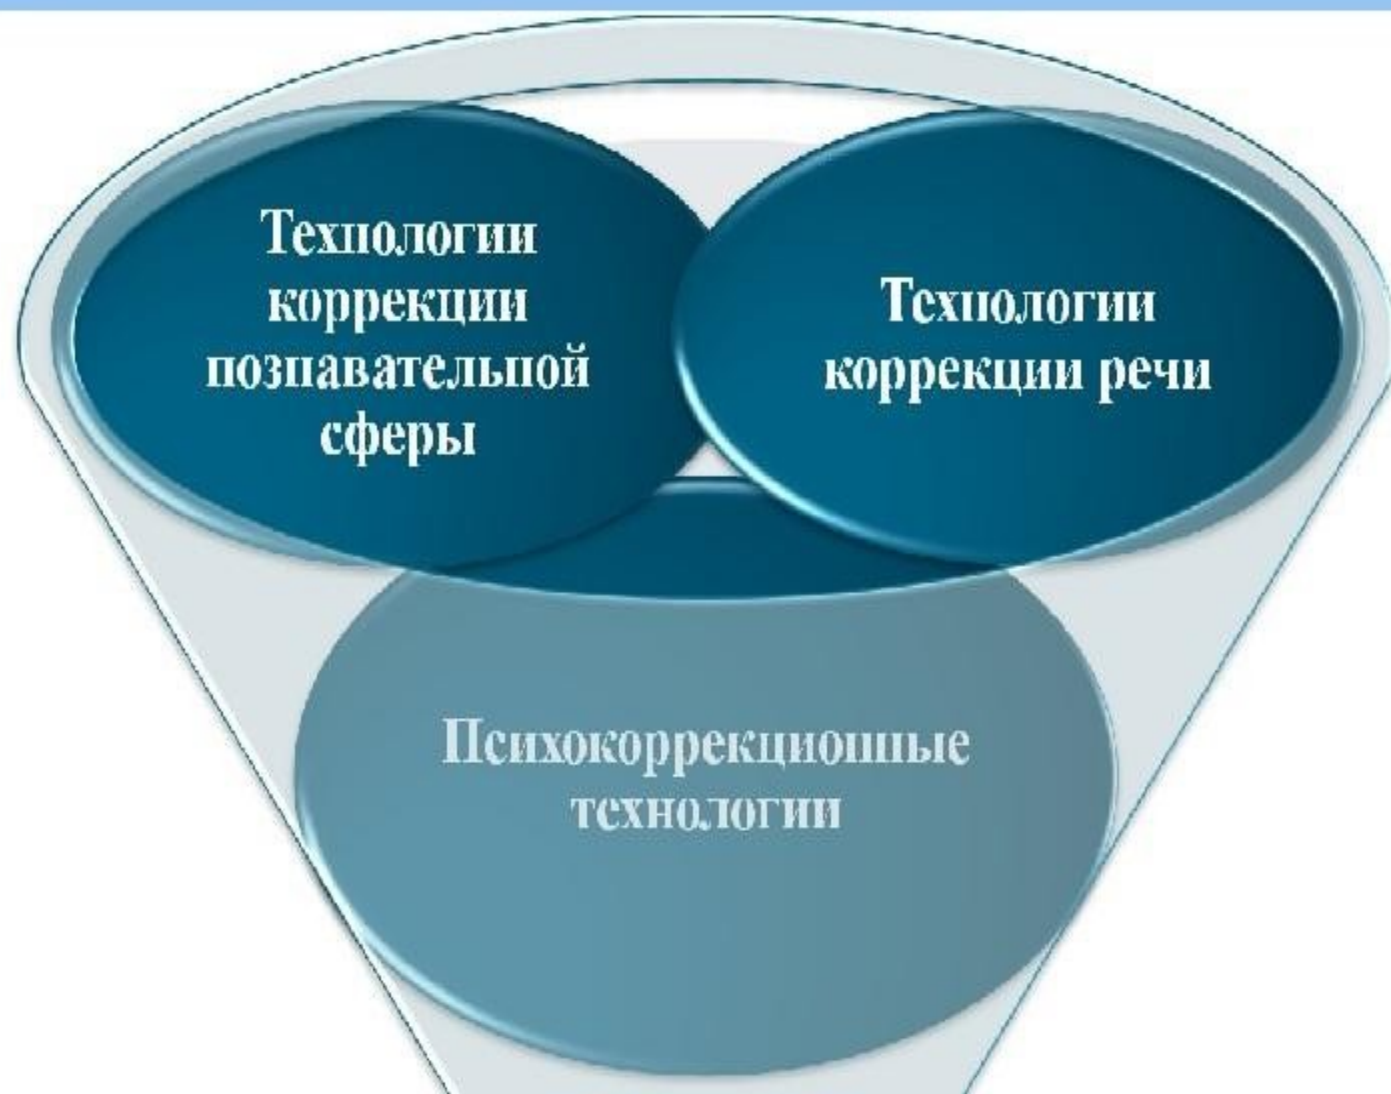 Технологии
коррекции
познавательной
сферы
Технологии
коррекции речи
Психокоррекционные
технологии